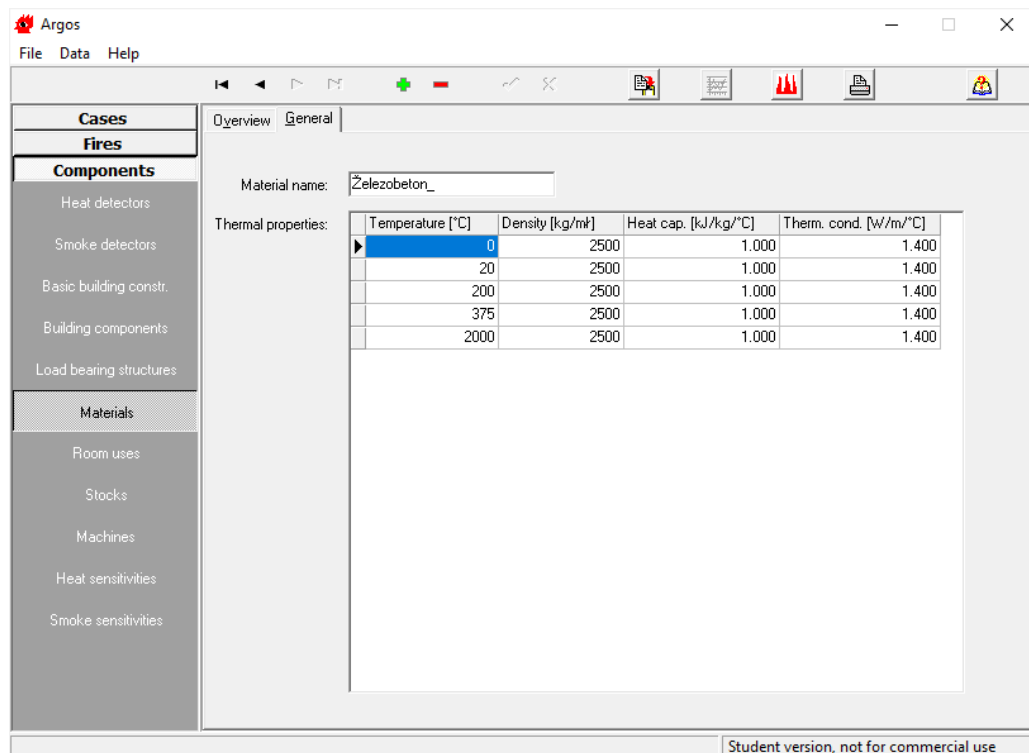 Argos
File Data Help
Cases
Fires
Components
Heat detectors
Smoke detectors
Basic building constr.
Building components
Load bearing structures
Materials
Room uses
Stocks
Machines
Heat sensitivities
Smoke sensitivities
Overview General
Material name: Železobeton_
Thermal properties:
Temperature [°C] Density [kg/mł] Heat cap. [kJ/kg/°C] Therm. cond. [W/m/°C]
0 2500 1.000 1.400
20 2500 1.000 1.400
200 2500 1.000 1.400
375 2500 1.000 1.400
2000 2500 1.000 1.400
Student version, not for commercial use